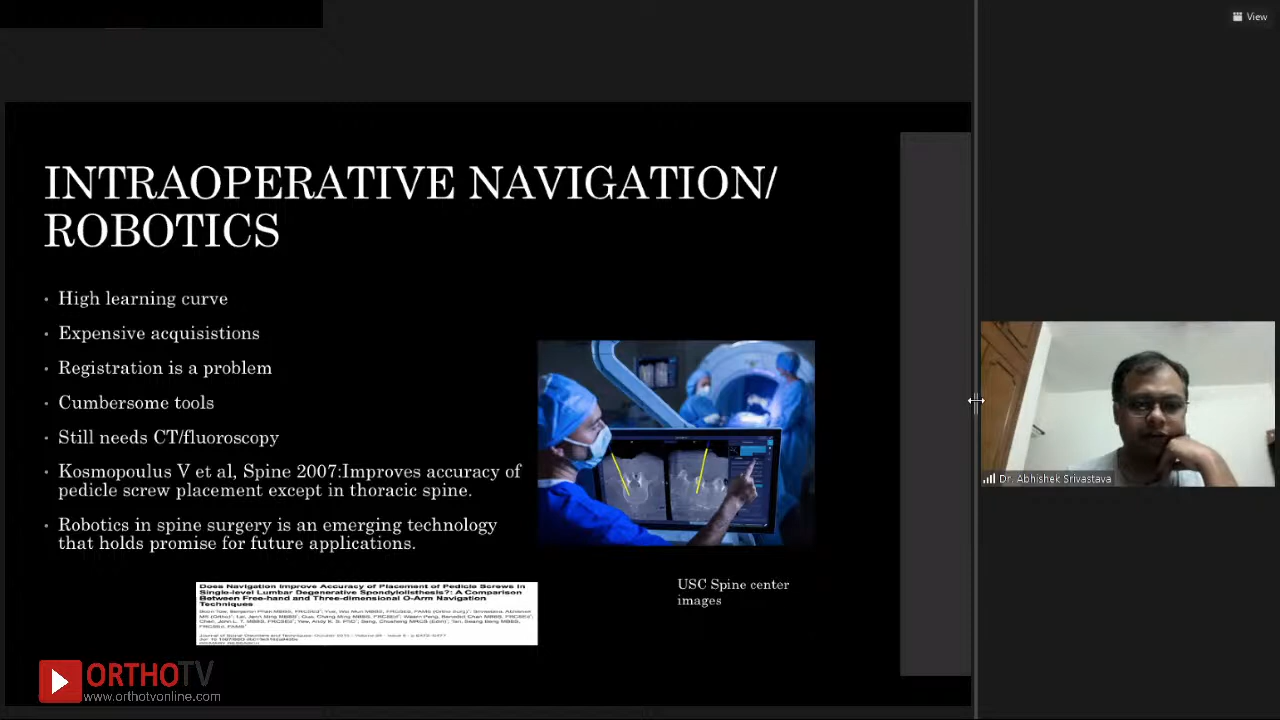 View
INTRAOPERATIVE NAVIGATION/
ROBOTICS
• High learning curve
• Expensive acquisistions
• Registration is a problem
• Cumbersome tools
• Still needs CT/fluoroscopy
• Kosmopoulus V et al, Spine 2007:Improves accuracy of
pedicle screw placement except in thoracic spine.
• Robotics in spine surgery is an emerging technology
that holds promise for future applications.
Does Navigation Improve Accuracy of Placement of Pedicle Screws in
Single-level Lumbar Degenerative Spondylolisthesis?: A Comparison
Between Free-hand and Three-dimensional O-Arm Navigation
Techniques
USC Spine center
images
Dr. Abhishek Srivastava
ORTHOTV
www.orthotvonline.com